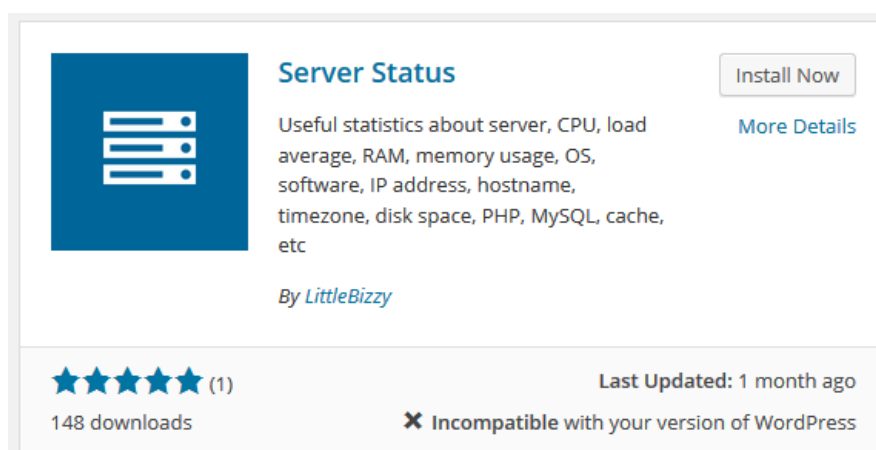 Server Status
Install Now
Useful statistics about server, CPU, load
More Details
average, RAM, memory usage, OS,
software, IP address, hostname,
timezone, disk space, PHP, MySQL, cache,
etc
By LittleBizzy
(1)
Last Updated: 1 month ago
148 downloads
Incompatible with your version of WordPress